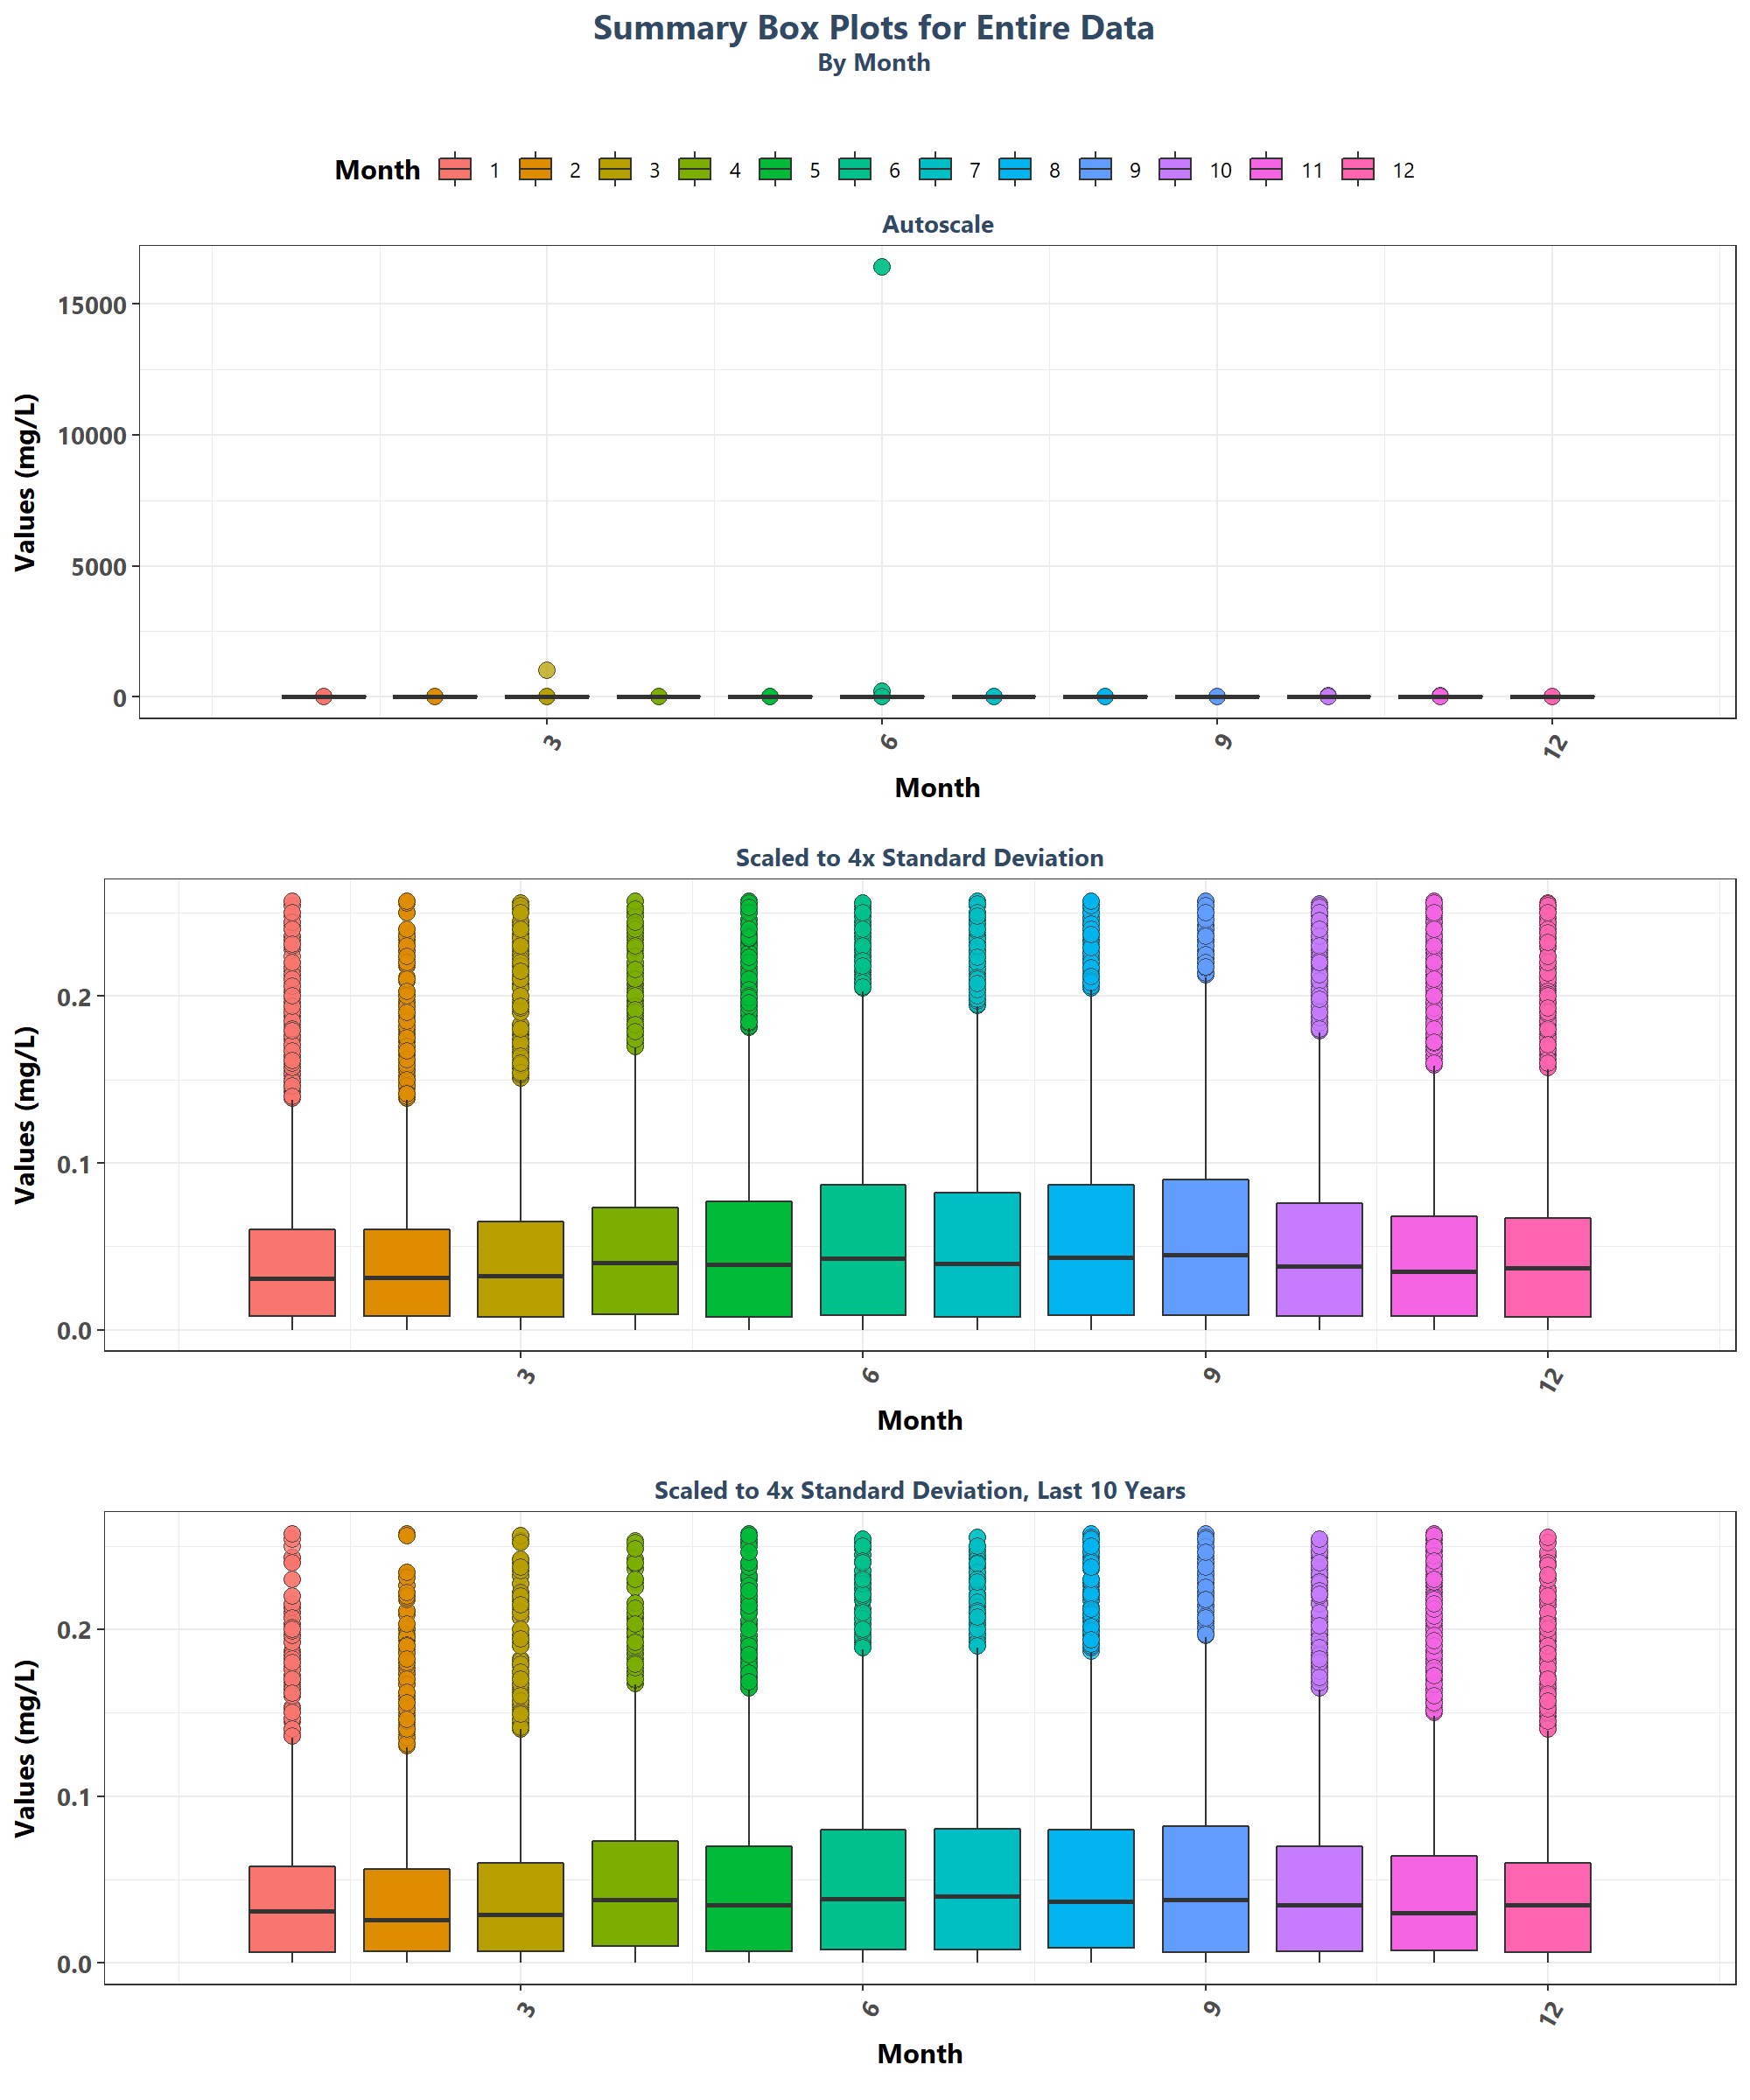 Summary Box Plots for Entire Data
By Month
Month 1 2 3 4 5 6 7 8 9 10 11 12
Autoscale
15000
10000
5000
0
Values (mg/L)
3 6 9 12
Month
Scaled to 4x Standard Deviation
0.2
0.1
0.0
Values (mg/L)
3 6 9 12
Month
Scaled to 4x Standard Deviation, Last 10 Years
0.2
0.1
0.0
Values (mg/L)
3 6 9 12
Month